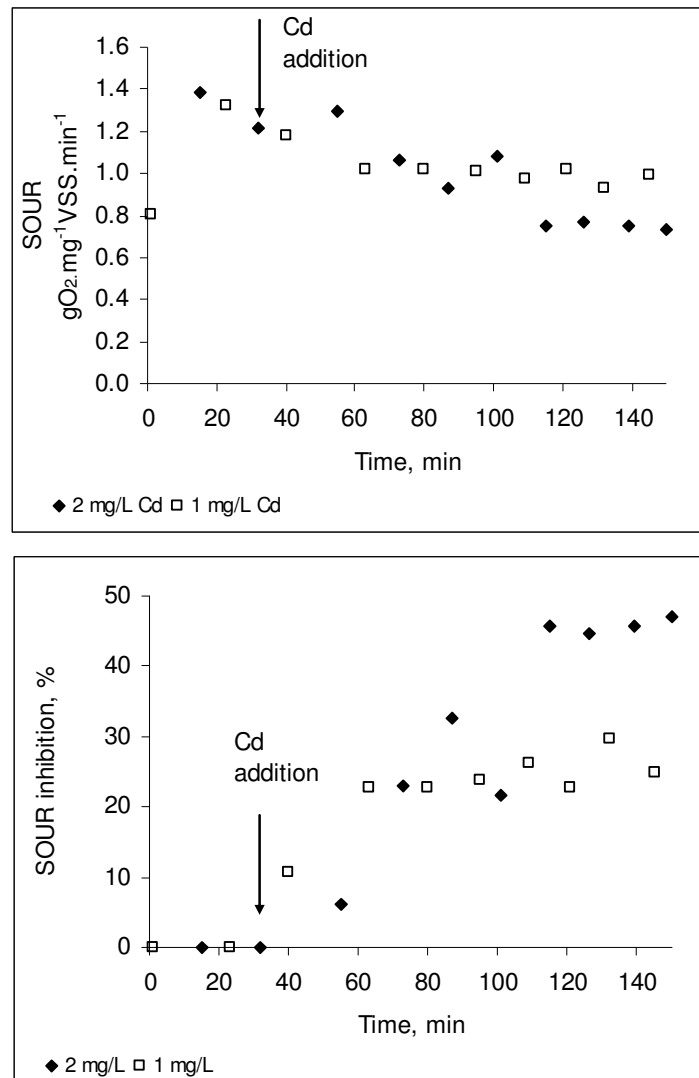 Cd
addition
1.6
1.4
1.2
1.0
0.8
0.6
0.4
0.2
0.0
SOUR
gO₂.mg⁻¹VSS.min⁻¹
0 20 40 60 80 100 120 140
Time, min
◆ 2 mg/L Cd □ 1 mg/L Cd
50
40
30
20
10
0
SOUR inhibition, %
Cd
addition
0 20 40 60 80 100 120 140
Time, min
◆ 2 mg/L □ 1 mg/L